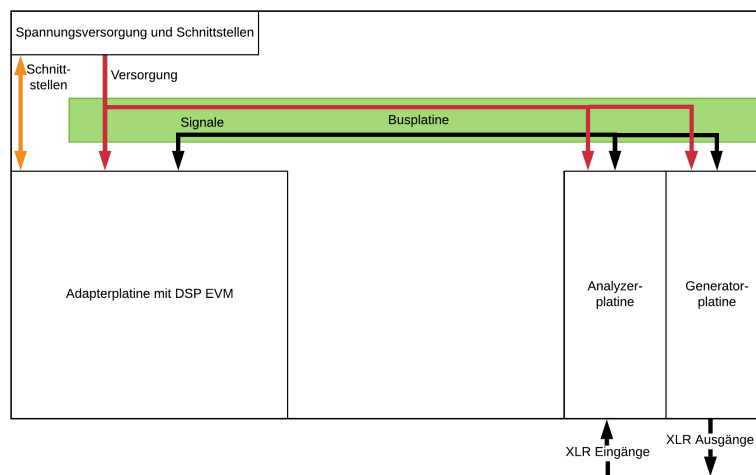 Spannungsversorgung und Schnittstellen
Schnitt-
stellen
Versorgung
Signale
Busplatine
Adapterplatine mit DSP EVM
Analyzer-
platine
Generator-
platine
XLR Eingänge
XLR Ausgänge